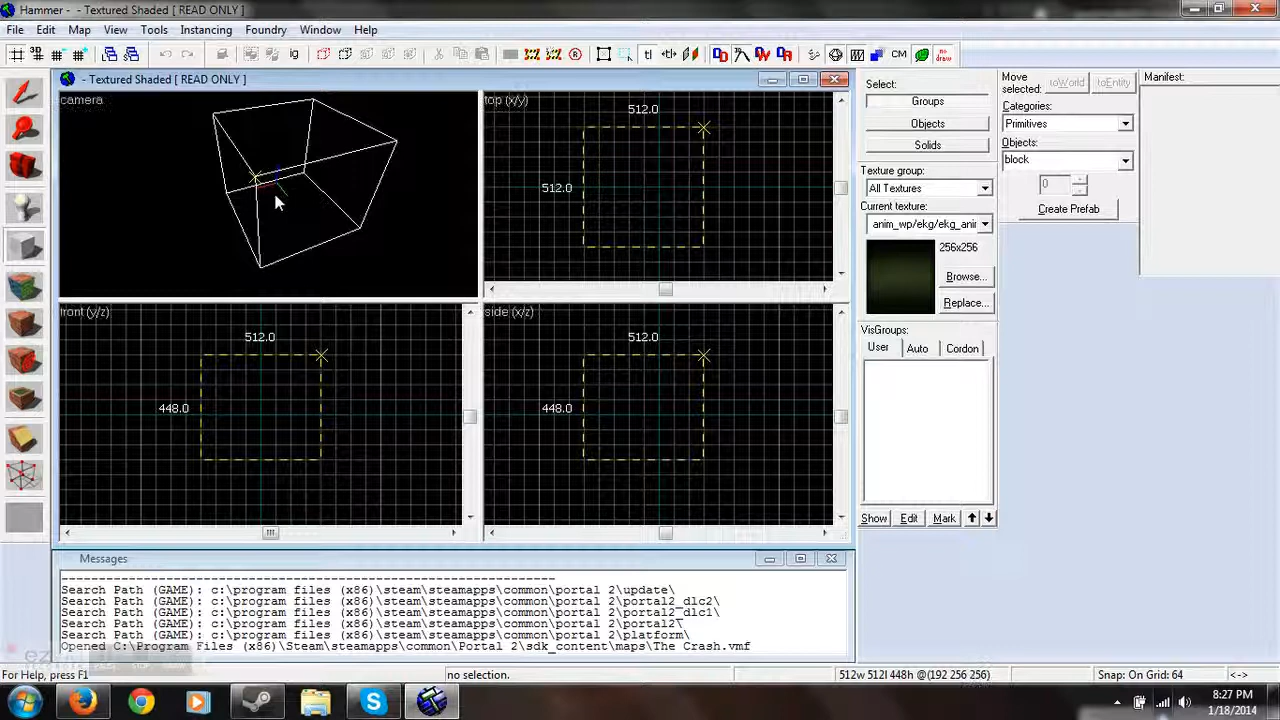 Hammer - - Textured Shaded [ READ ONLY ]
File Edit Map View Tools Instancing Foundry Window Help
- Textured Shaded [ READ ONLY ]
camera
top (x/y)
512.0
512.0
front (y/z)
512.0
448.0
side (x/z)
512.0
448.0
Select:
Groups
Objects
Solids
Texture group:
All Textures
Current texture:
anim_wp/ekg/ekg_anir
256x256
Browse...
Replace...
VisGroups:
User Auto Cordon
Show Edit Mark
Move selected:
toWorld toEntity
Categories:
Primitives
Objects:
block
0
Create Prefab
Manifest:
Messages
Search Path (GAME): c:\program files (x86)\steam\steamapps\common\portal 2\update\
Search Path (GAME): c:\program files (x86)\steam\steamapps\common\portal 2\portal2_dlc2\
Search Path (GAME): c:\program files (x86)\steam\steamapps\common\portal 2\portal2_dlc1\
Search Path (GAME): c:\program files (x86)\steam\steamapps\common\portal 2\portal2\
Search Path (GAME): c:\program files (x86)\steam\steamapps\common\portal 2\platform\
Opened C:\Program Files (x86)\Steam\steamapps\common\Portal 2\sdk_content\maps\The Crash.vmf
For Help, press F1
no selection.
512w 512l 448h @(192 256 256)
Snap: On Grid: 64
<->
8:27 PM
1/18/2014